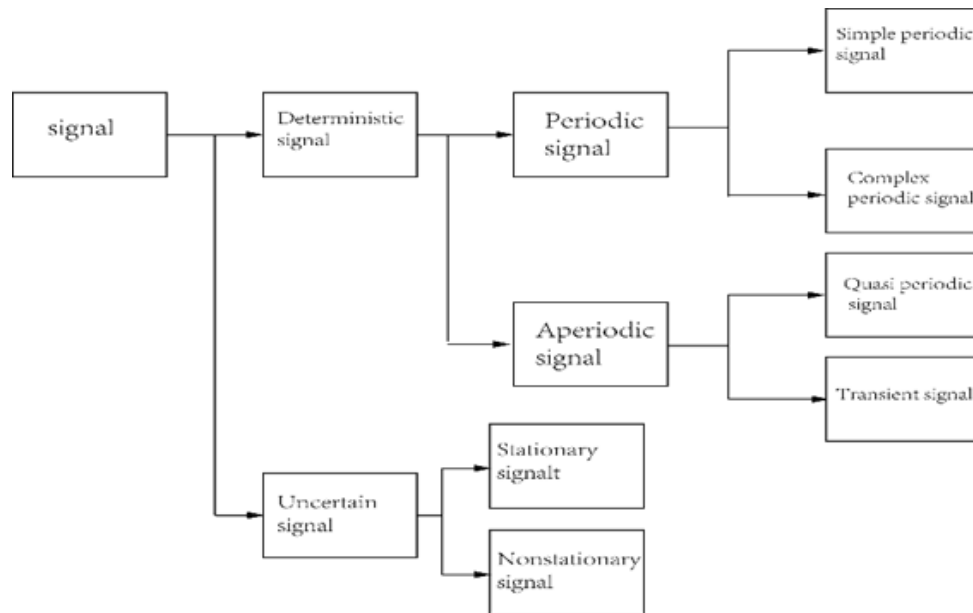 signal
Deterministic
signal
Periodic
signal
Simple periodic
signal
Complex
periodic signal
Aperiodic
signal
Quasi periodic
signal
Transient signal
Uncertain
signal
Stationary
signalt
Nonstationary
signal